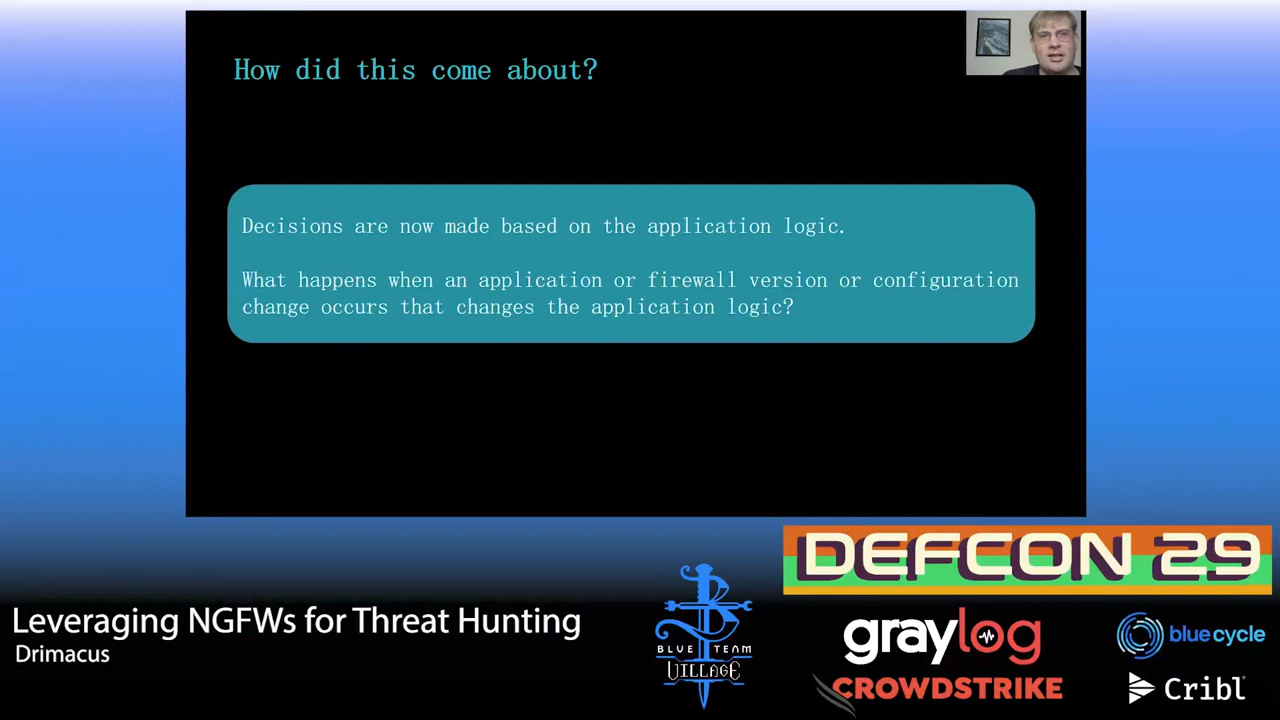 How did this come about?
Decisions are now made based on the application logic.
What happens when an application or firewall version or configuration
change occurs that changes the application logic?
DEFCON 29
Leveraging NGFWs for Threat Hunting
Drimacus
BLUE TEAM
VILLAGE
graylog
bluecycle
CROWDSTRIKE
Cribl